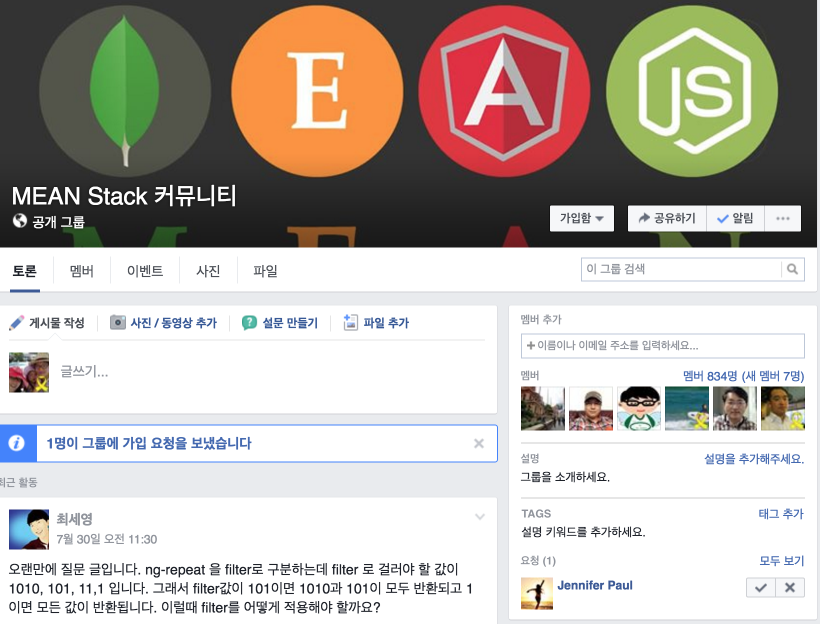 E
A
JS
MEAN Stack 커뮤니티
공개 그룹
가입함
공유하기
알림
토론
멤버
이벤트
사진
파일
이 그룹 검색
게시물 작성
사진 / 동영상 추가
설문 만들기
파일 추가
글쓰기...
1명이 그룹에 가입 요청을 보냈습니다
최근 활동
최세영
7월 30일 오전 11:30
오랜만에 질문 글입니다. ng-repeat 을 filter로 구분하는데 filter 로 걸러야 할 값이
1010, 101, 11,1 입니다. 그래서 filter값이 101이면 1010과 101이 모두 반환되고 1
이면 모든 값이 반환됩니다. 이럴때 filter를 어떻게 적용해야 할까요?
멤버 추가
+ 이름이나 이메일 주소를 입력하세요...
멤버
멤버 834명 (새 멤버 7명)
설명
설명을 추가해주세요.
그룹을 소개하세요.
TAGS
태그 추가
설명 키워드를 추가하세요.
요청 (1)
모두 보기
Jennifer Paul